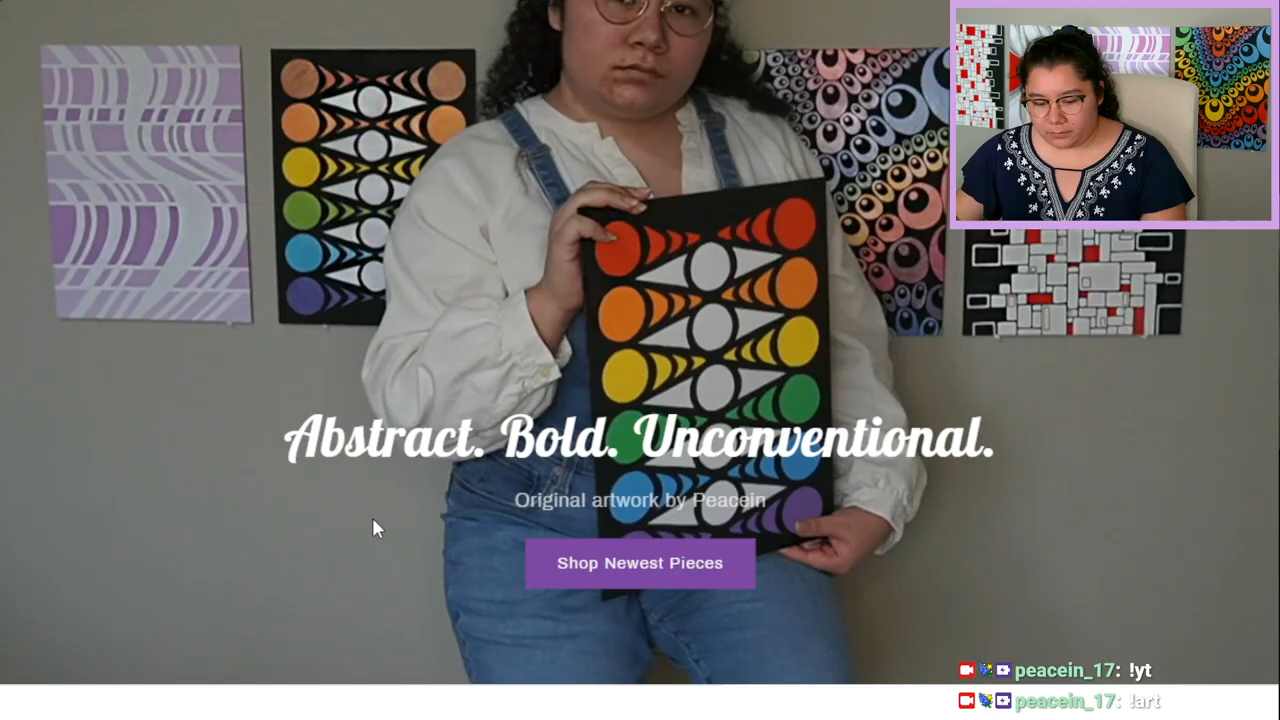 Abstract. Bold. Unconventional.
Original artwork by Peacein
Shop Newest Pieces
peacein_17: !yt
peacein_17: !art